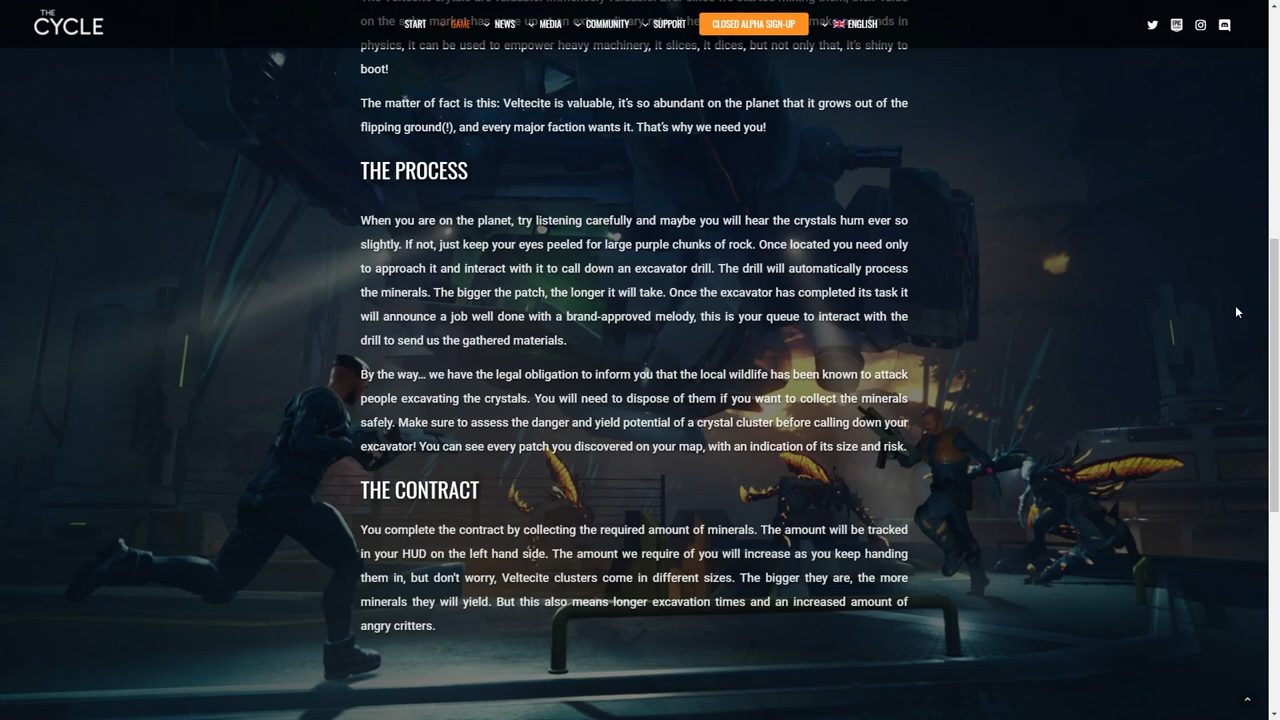 THE
CYCLE
START
GAME
NEWS
MEDIA
COMMUNITY
SUPPORT
CLOSED ALPHA SIGN-UP
ENGLISH
physics, it can be used to empower heavy machinery, it slices, it dices, but not only that, it's shiny to
boot!
The matter of fact is this: Veltecite is valuable, it's so abundant on the planet that it grows out of the
flipping ground(!), and every major faction wants it. That's why we need you!
THE PROCESS
When you are on the planet, try listening carefully and maybe you will hear the crystals hum ever so
slightly. If not, just keep your eyes peeled for large purple chunks of rock. Once located you need only
to approach it and interact with it to call down an excavator drill. The drill will automatically process
the minerals. The bigger the patch, the longer it will take. Once the excavator has completed its task it
will announce a job well done with a brand-approved melody, this is your queue to interact with the
drill to send us the gathered materials.
By the way… we have the legal obligation to inform you that the local wildlife has been known to attack
people excavating the crystals. You will need to dispose of them if you want to collect the minerals
safely. Make sure to assess the danger and yield potential of a crystal cluster before calling down your
excavator! You can see every patch you discovered on your map, with an indication of its size and risk.
THE CONTRACT
You complete the contract by collecting the required amount of minerals. The amount will be tracked
in your HUD on the left hand side. The amount we require of you will increase as you keep handing
them in, but don't worry, Veltecite clusters come in different sizes. The bigger they are, the more
minerals they will yield. But this also means longer excavation times and an increased amount of
angry critters.